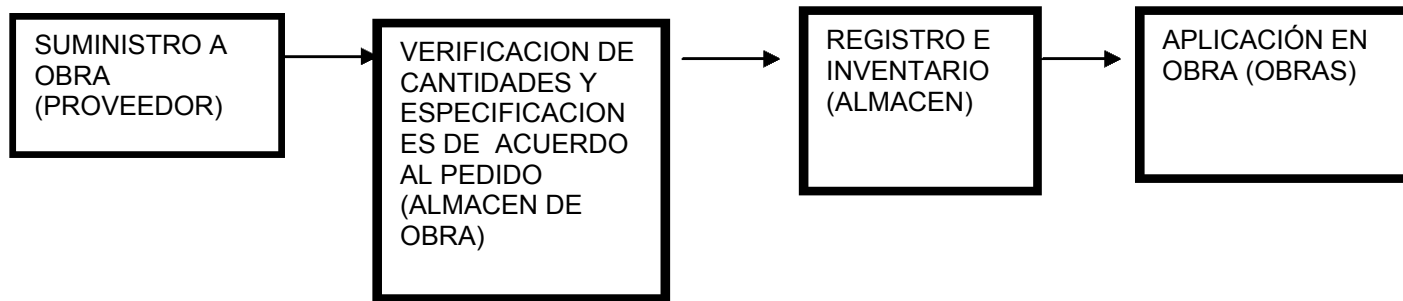 SUMINISTRO A
OBRA
(PROVEEDOR)
VERIFICACION DE
CANTIDADES Y
ESPECIFICACION
ES DE  ACUERDO
AL PEDIDO
(ALMACEN DE
OBRA)
REGISTRO E
INVENTARIO
(ALMACEN)
APLICACIÓN EN
OBRA (OBRAS)